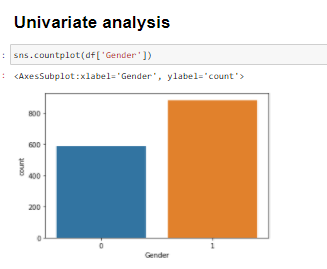 Univariate analysis
: sns.countplot(df['Gender'])
: <AxesSubplot:xlabel='Gender', ylabel='count'>
800
600
400
200
0
count
0 1
Gender